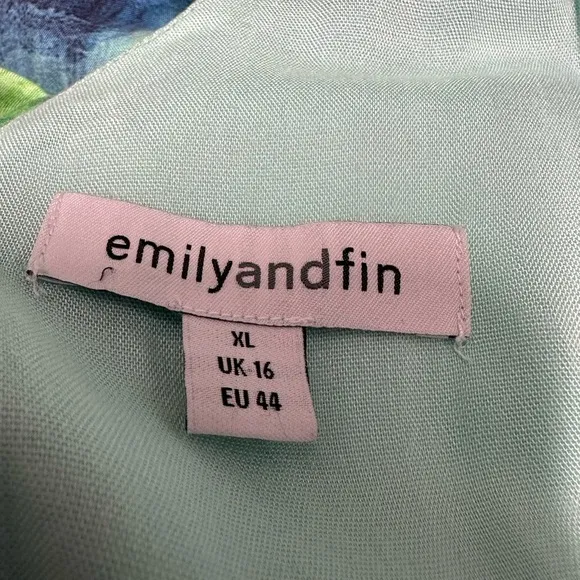 emilyandfin
XL
UK 16
EU 44